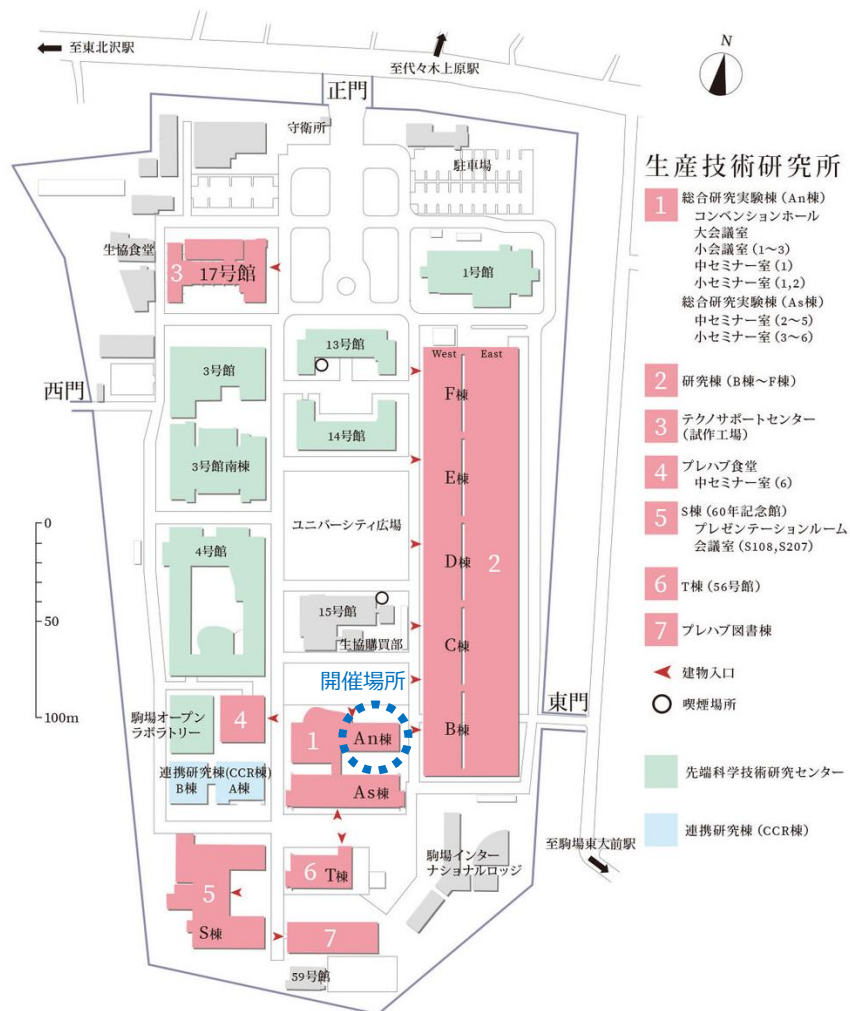 至東北沢駅
至代々木上原駅
N
正門
守衛所
駐車場
生協食堂
3
17号館
1号館
13号館
West
East
3号館
F棟
西門
14号館
3号館南棟
E棟
ユニバーシティ広場
0
4号館
D棟
2
50
15号館
生協購買部
C棟
開催場所
100m
駒場オープン
ラボラトリー
4
1
An棟
B棟
東門
連携研究棟(CCR棟)
B棟
A棟
As棟
至駒場東大前駅
駒場インター
ナショナルロッジ
6
T棟
5
S棟
7
59号館
生産技術研究所
1
総合研究実験棟(An棟)
コンベンションホール
大会議室
小会議室(1~3)
中セミナー室(1)
小セミナー室(1,2)
総合研究実験棟(As棟)
中セミナー室(2~5)
小セミナー室(3~6)
2
研究棟(B棟~F棟)
3
テクノサポートセンター
(試作工場)
4
プレハブ食堂
中セミナー室(6)
5
S棟(60年記念館)
プレゼンテーションルーム
会議室(S108,S207)
6
T棟(56号館)
7
プレハブ図書棟
建物入口
喫煙場所
先端科学技術研究センター
連携研究棟(CCR棟)